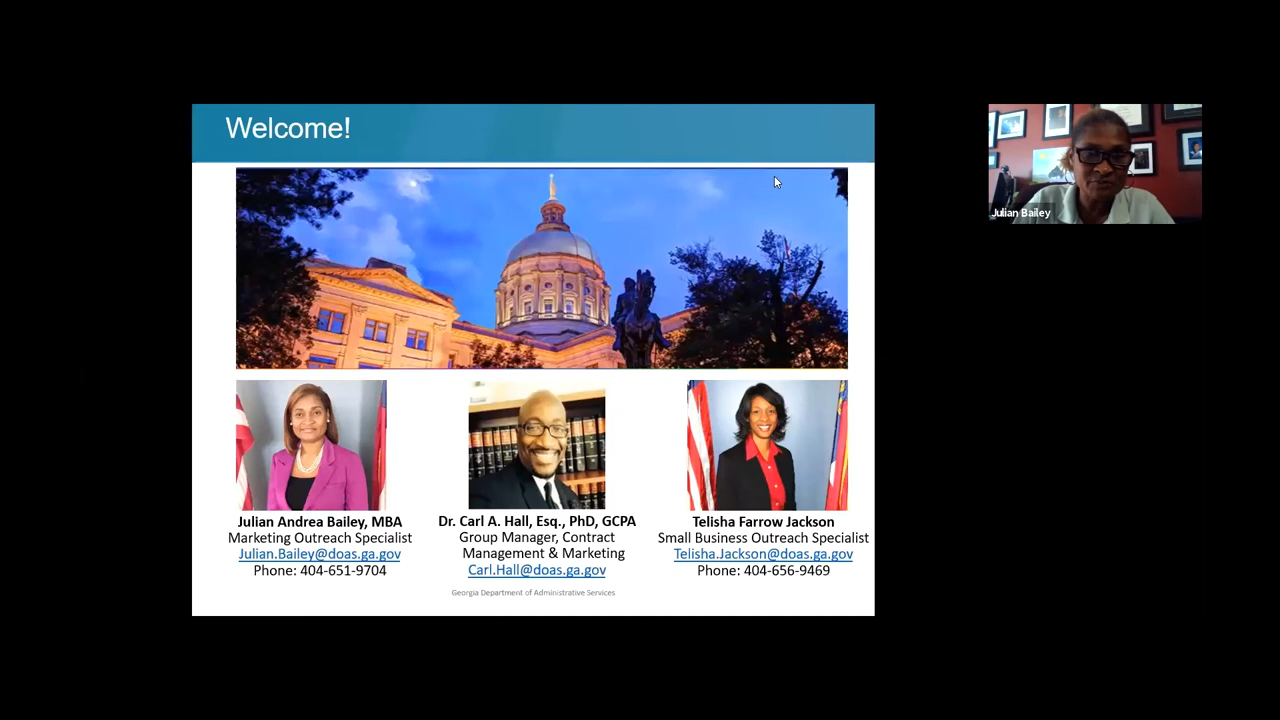 Welcome!
Julian Bailey
Julian Andrea Bailey, MBA
Marketing Outreach Specialist
Julian.Bailey@doas.ga.gov
Phone: 404-651-9704
Dr. Carl A. Hall, Esq., PhD, GCPA
Group Manager, Contract
Management & Marketing
Carl.Hall@doas.ga.gov
Telisha Farrow Jackson
Small Business Outreach Specialist
Telisha.Jackson@doas.ga.gov
Phone: 404-656-9469
Georgia Department of Administrative Services